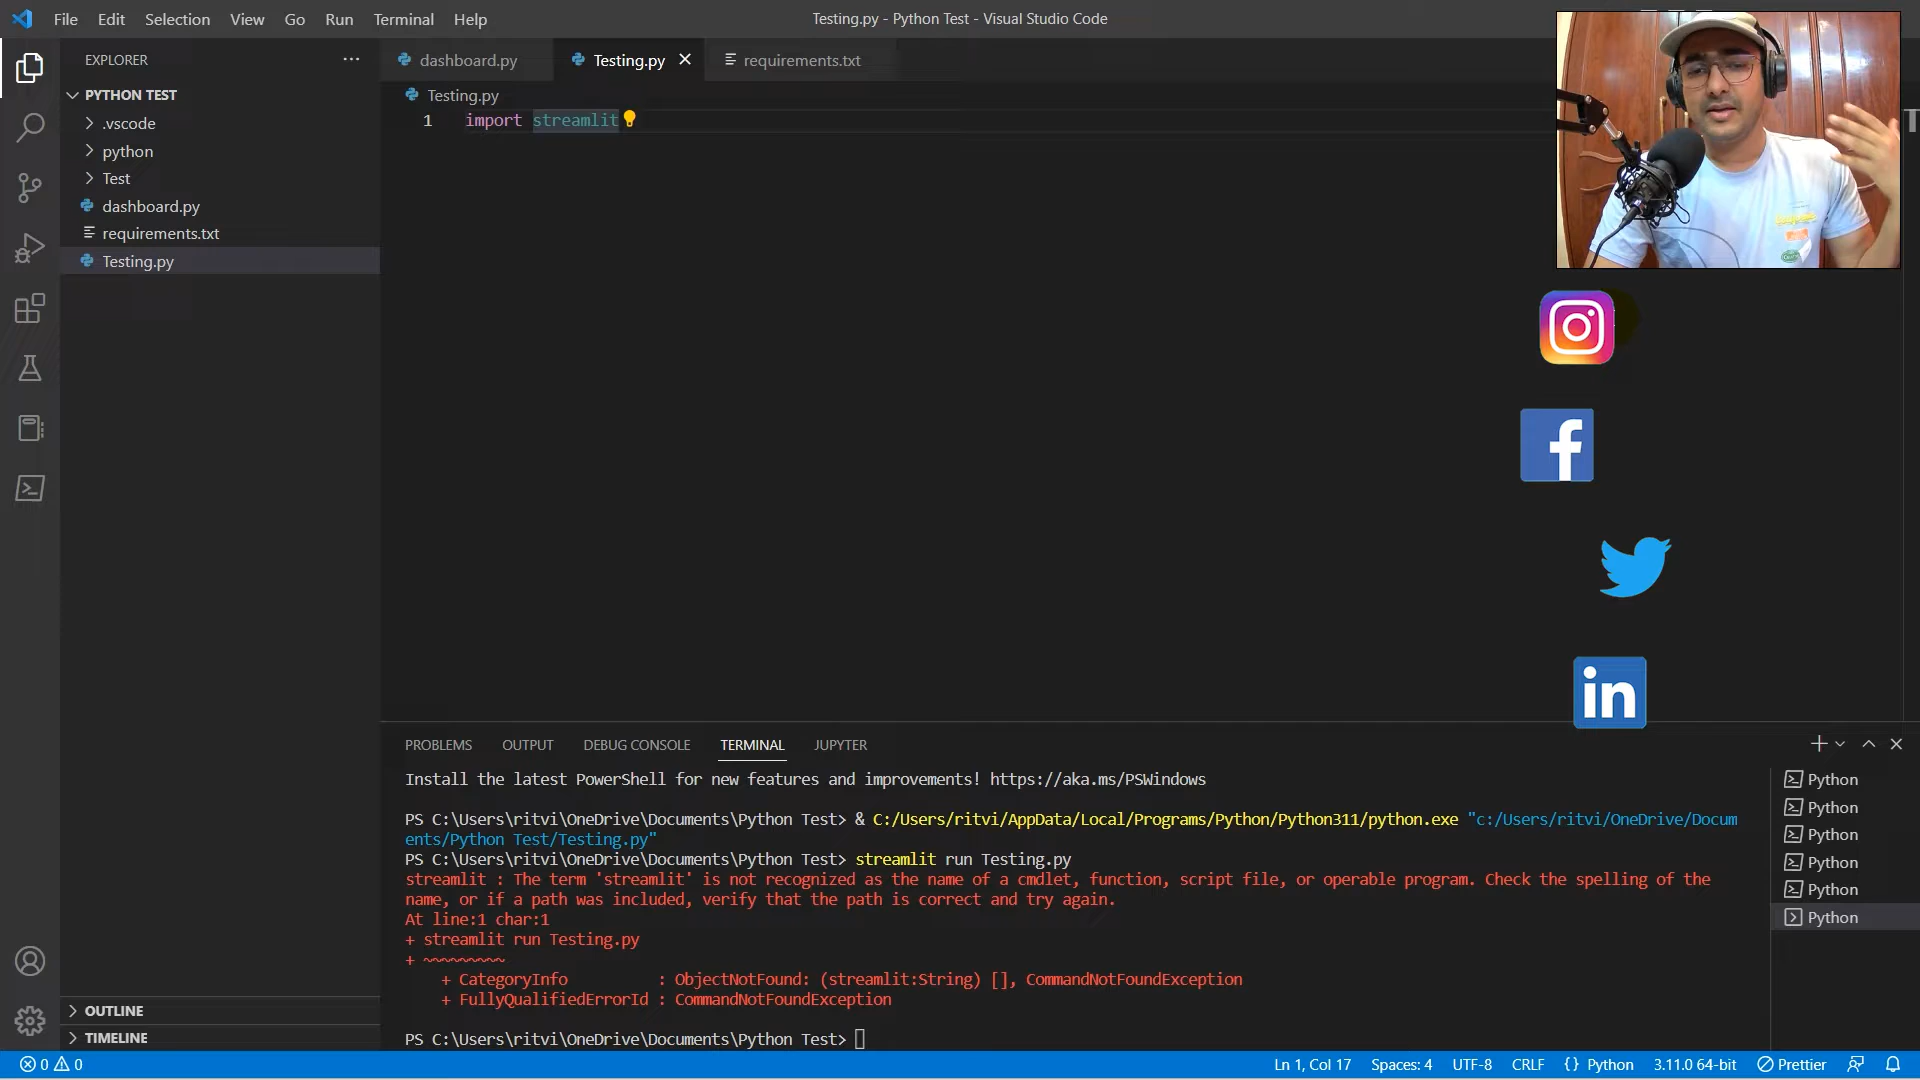 File Edit Selection View Go Run Terminal Help
Testing.py - Python Test - Visual Studio Code
EXPLORER
PYTHON TEST
.vscode
python
Test
dashboard.py
requirements.txt
Testing.py
OUTLINE
TIMELINE
dashboard.py Testing.py requirements.txt
Testing.py
1 import streamlit
f
in
PROBLEMS OUTPUT DEBUG CONSOLE TERMINAL JUPYTER
Install the latest PowerShell for new features and improvements! https://aka.ms/PSWindows
PS C:\Users\ritvi\OneDrive\Documents\Python Test> & C:/Users/ritvi/AppData/Local/Programs/Python/Python311/python.exe "c:/Users/ritvi/OneDrive/Docum
ents/Python Test/Testing.py"
PS C:\Users\ritvi\OneDrive\Documents\Python Test> streamlit run Testing.py
streamlit : The term 'streamlit' is not recognized as the name of a cmdlet, function, script file, or operable program. Check the spelling of the
name, or if a path was included, verify that the path is correct and try again.
At line:1 char:1
+ streamlit run Testing.py
+ ~~~~~~~~~
+ CategoryInfo : ObjectNotFound: (streamlit:String) [], CommandNotFoundException
+ FullyQualifiedErrorId : CommandNotFoundException
PS C:\Users\ritvi\OneDrive\Documents\Python Test>
Python
Python
Python
Python
Python
Python
0 0
Ln 1, Col 17 Spaces: 4 UTF-8 CRLF {} Python 3.11.0 64-bit Prettier